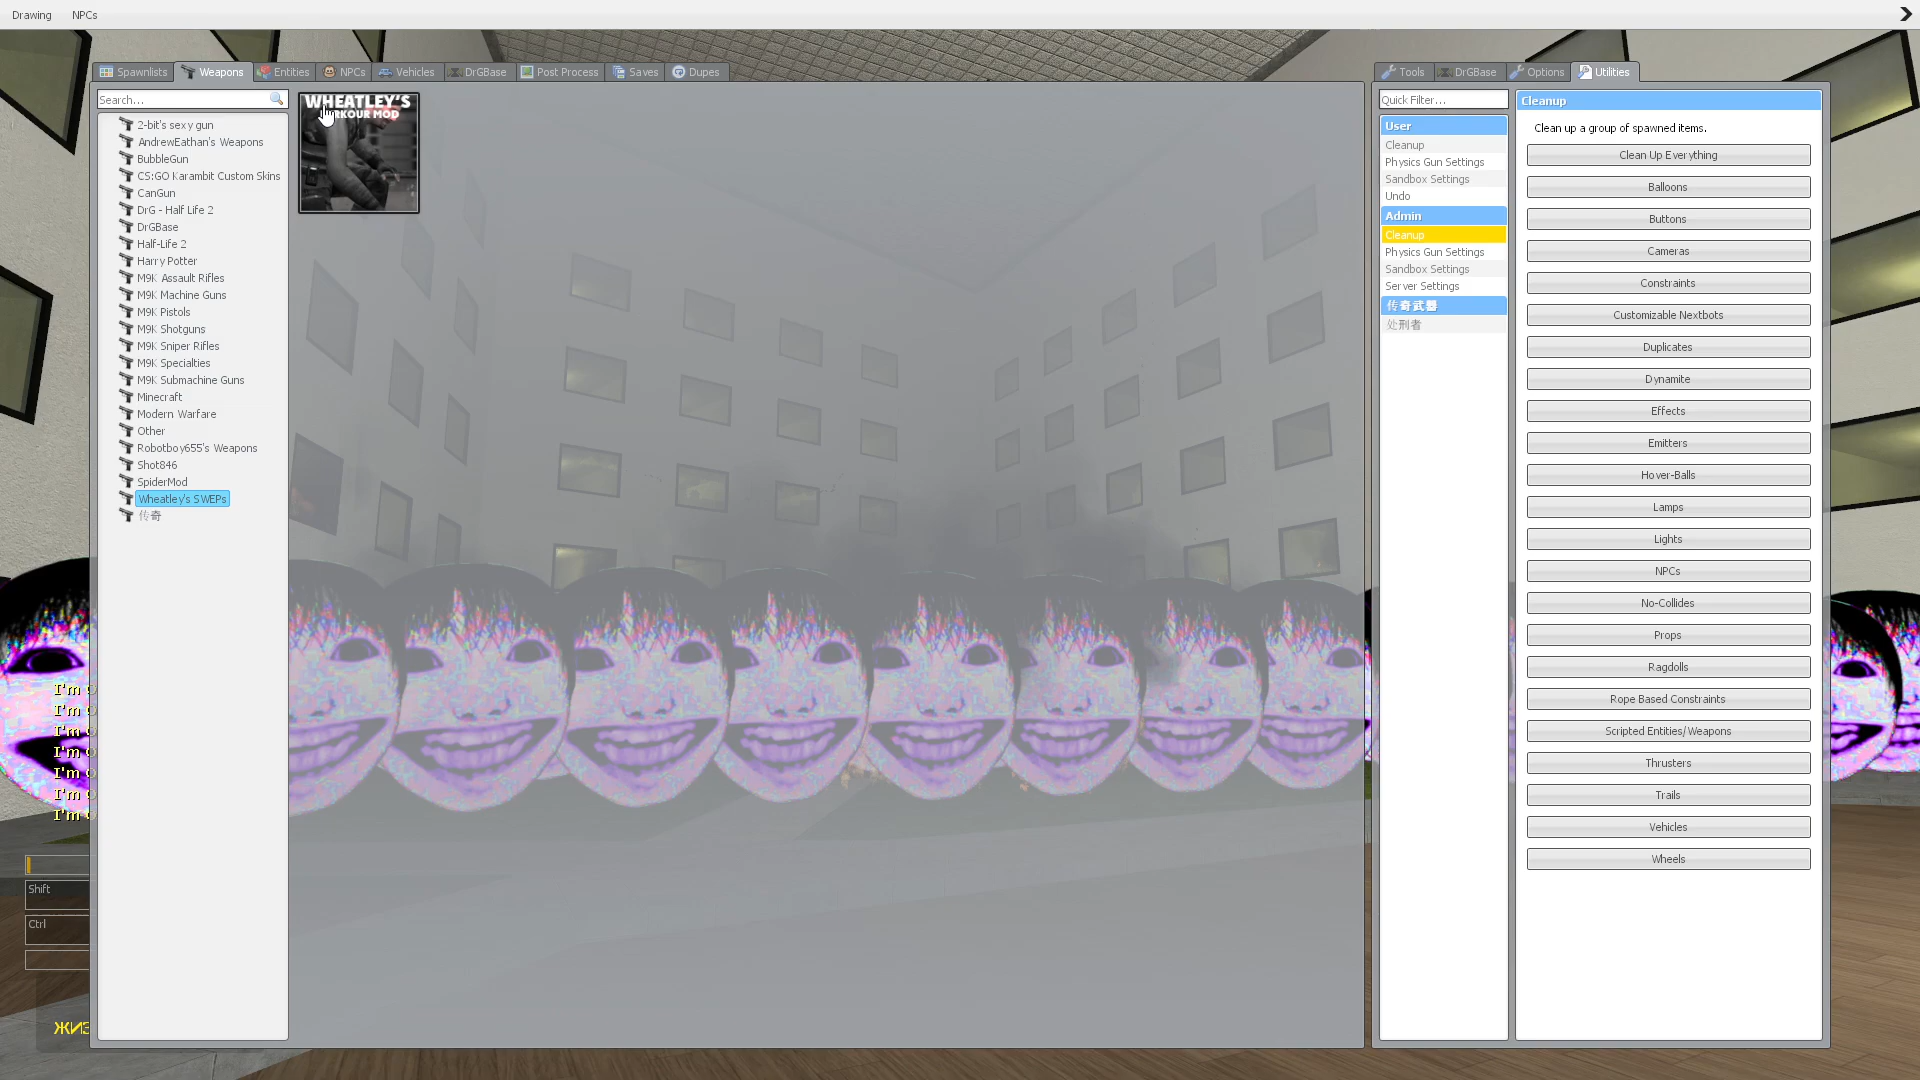 Drawing NPCs
Spawnlists Weapons Entities NPCs Vehicles DrGBase Post Process Saves Dupes
Tools DrGBase Options Utilities
Search...
2-bit's sexy gun
AndrewEathan's Weapons
BubbleGun
CS:GO Karambit Custom Skins
CanGun
DrG - Half Life 2
DrGBase
Half-Life 2
Harry Potter
M9K Assault Rifles
M9K Machine Guns
M9K Pistols
M9K Shotguns
M9K Sniper Rifles
M9K Specialties
M9K Submachine Guns
Minecraft
Modern Warfare
Other
Robotboy655's Weapons
Shot846
SpiderMod
Wheatley's SWEPs
传奇
WHEATLEY'S
RKOUR MOD
Quick Filter...
User
Cleanup
Physics Gun Settings
Sandbox Settings
Undo
Admin
Cleanup
Physics Gun Settings
Sandbox Settings
Server Settings
传奇武器
处刑者
Cleanup
Clean up a group of spawned items.
Clean Up Everything
Balloons
Buttons
Cameras
Constraints
Customizable Nextbots
Duplicates
Dynamite
Effects
Emitters
Hover-Balls
Lamps
Lights
NPCs
No-Collides
Props
Ragdolls
Rope Based Constraints
Scripted Entities/Weapons
Thrusters
Trails
Vehicles
Wheels
I'm
I'm
I'm
I'm
I'm
I'm
I'm
Shift
Ctrl